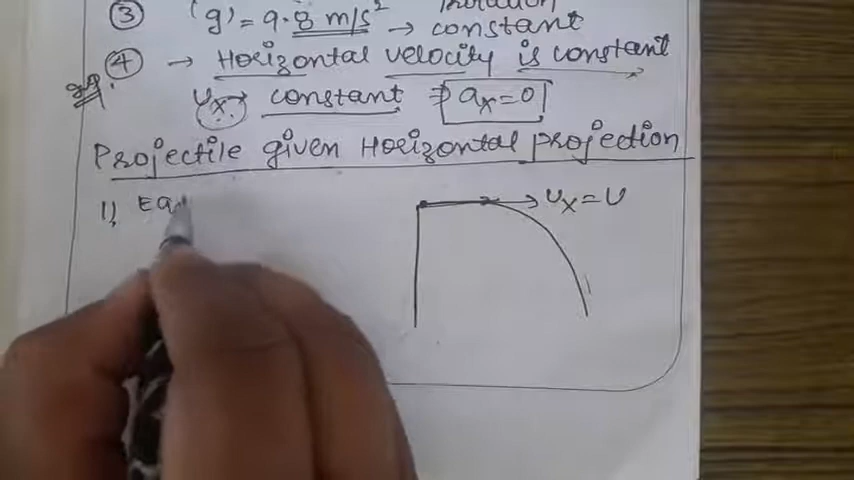 ③ (g) = 9.8 m/s² → constant
④ → Horizontal velocity is constant
Ux → constant ⇒ ax = 0
Projectile given Horizontal projection
1), Eq
Ux = U